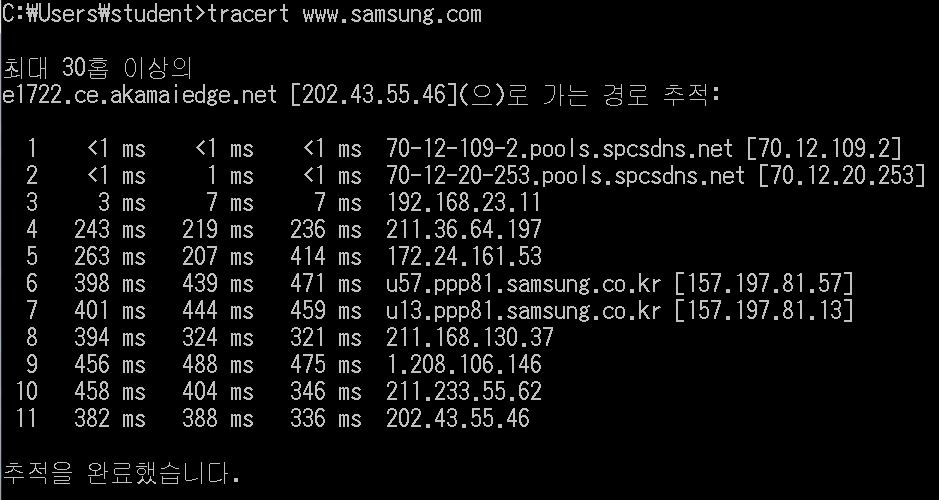 C:₩Users₩student>tracert www.samsung.com
최대 30홉 이상의
e1722.ce.akamaiedge.net [202.43.55.46](으)로 가는 경로 추적:
1 <1 ms <1 ms <1 ms 70-12-109-2.pools.spcsdns.net [70.12.109.2]
2 <1 ms 1 ms <1 ms 70-12-20-253.pools.spcsdns.net [70.12.20.253]
3 3 ms 7 ms 7 ms 192.168.23.11
4 243 ms 219 ms 236 ms 211.36.64.197
5 263 ms 207 ms 414 ms 172.24.161.53
6 398 ms 439 ms 471 ms u57.ppp81.samsung.co.kr [157.197.81.57]
7 401 ms 444 ms 459 ms u13.ppp81.samsung.co.kr [157.197.81.13]
8 394 ms 324 ms 321 ms 211.168.130.37
9 456 ms 488 ms 475 ms 1.208.106.146
10 458 ms 404 ms 346 ms 211.233.55.62
11 382 ms 388 ms 336 ms 202.43.55.46
추적을 완료했습니다.